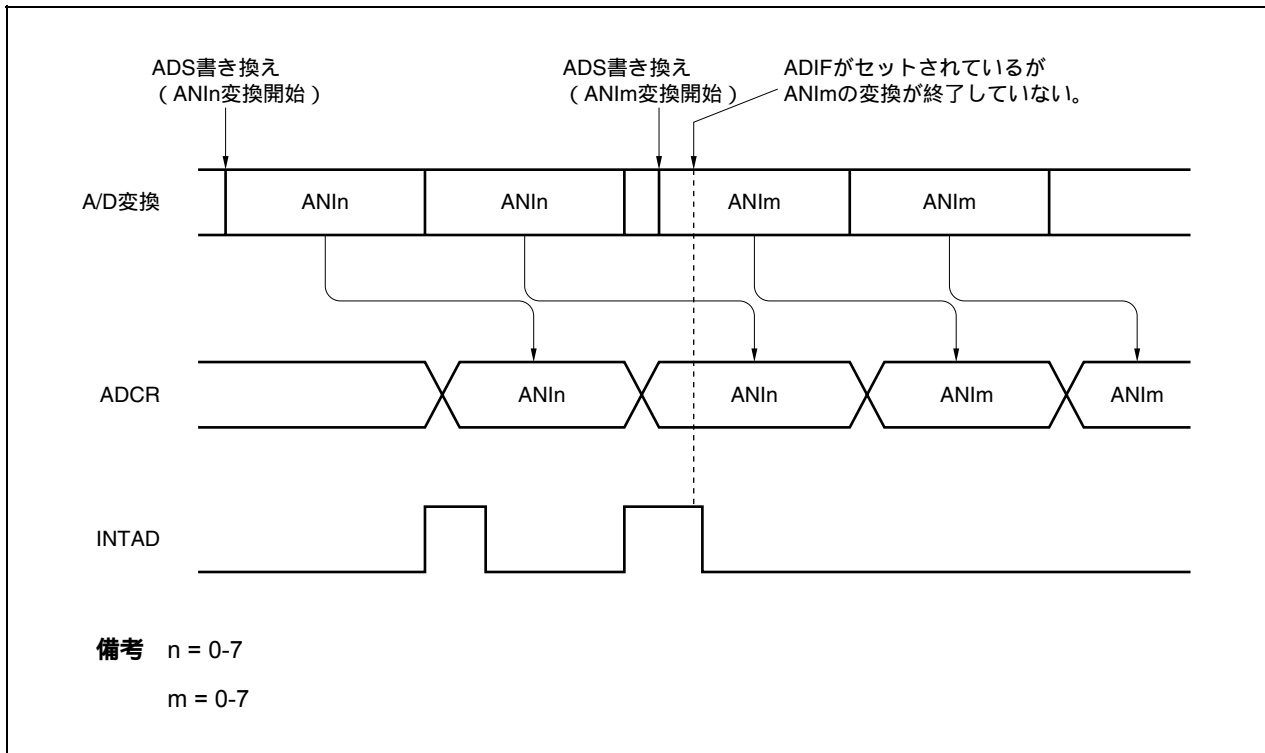 ADS書き換え
（ANIn変換開始）
ADS書き換え
（ANIm変換開始）
ADIFがセットされているが
ANImの変換が終了していない。
A/D変換
ANIn
ANIn
ANIm
ANIm
ADCR
ANIn
ANIn
ANIm
ANIm
INTAD
備考 n = 0-7
m = 0-7